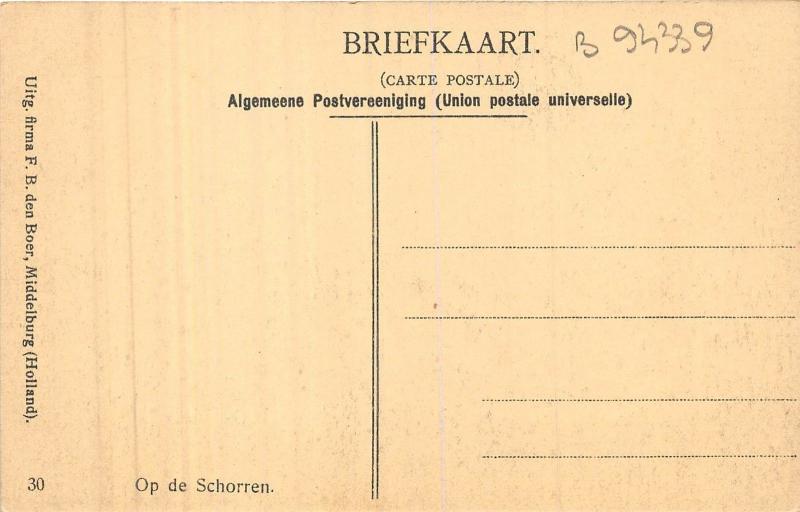 BRIEFKAART.
B 94339
(CARTE POSTALE)
Algemeene Postvereeniging (Union postale universelle)
Uitg. firma F. B. den Boer, Middelburg (Holland).
30
Op de Schorren.